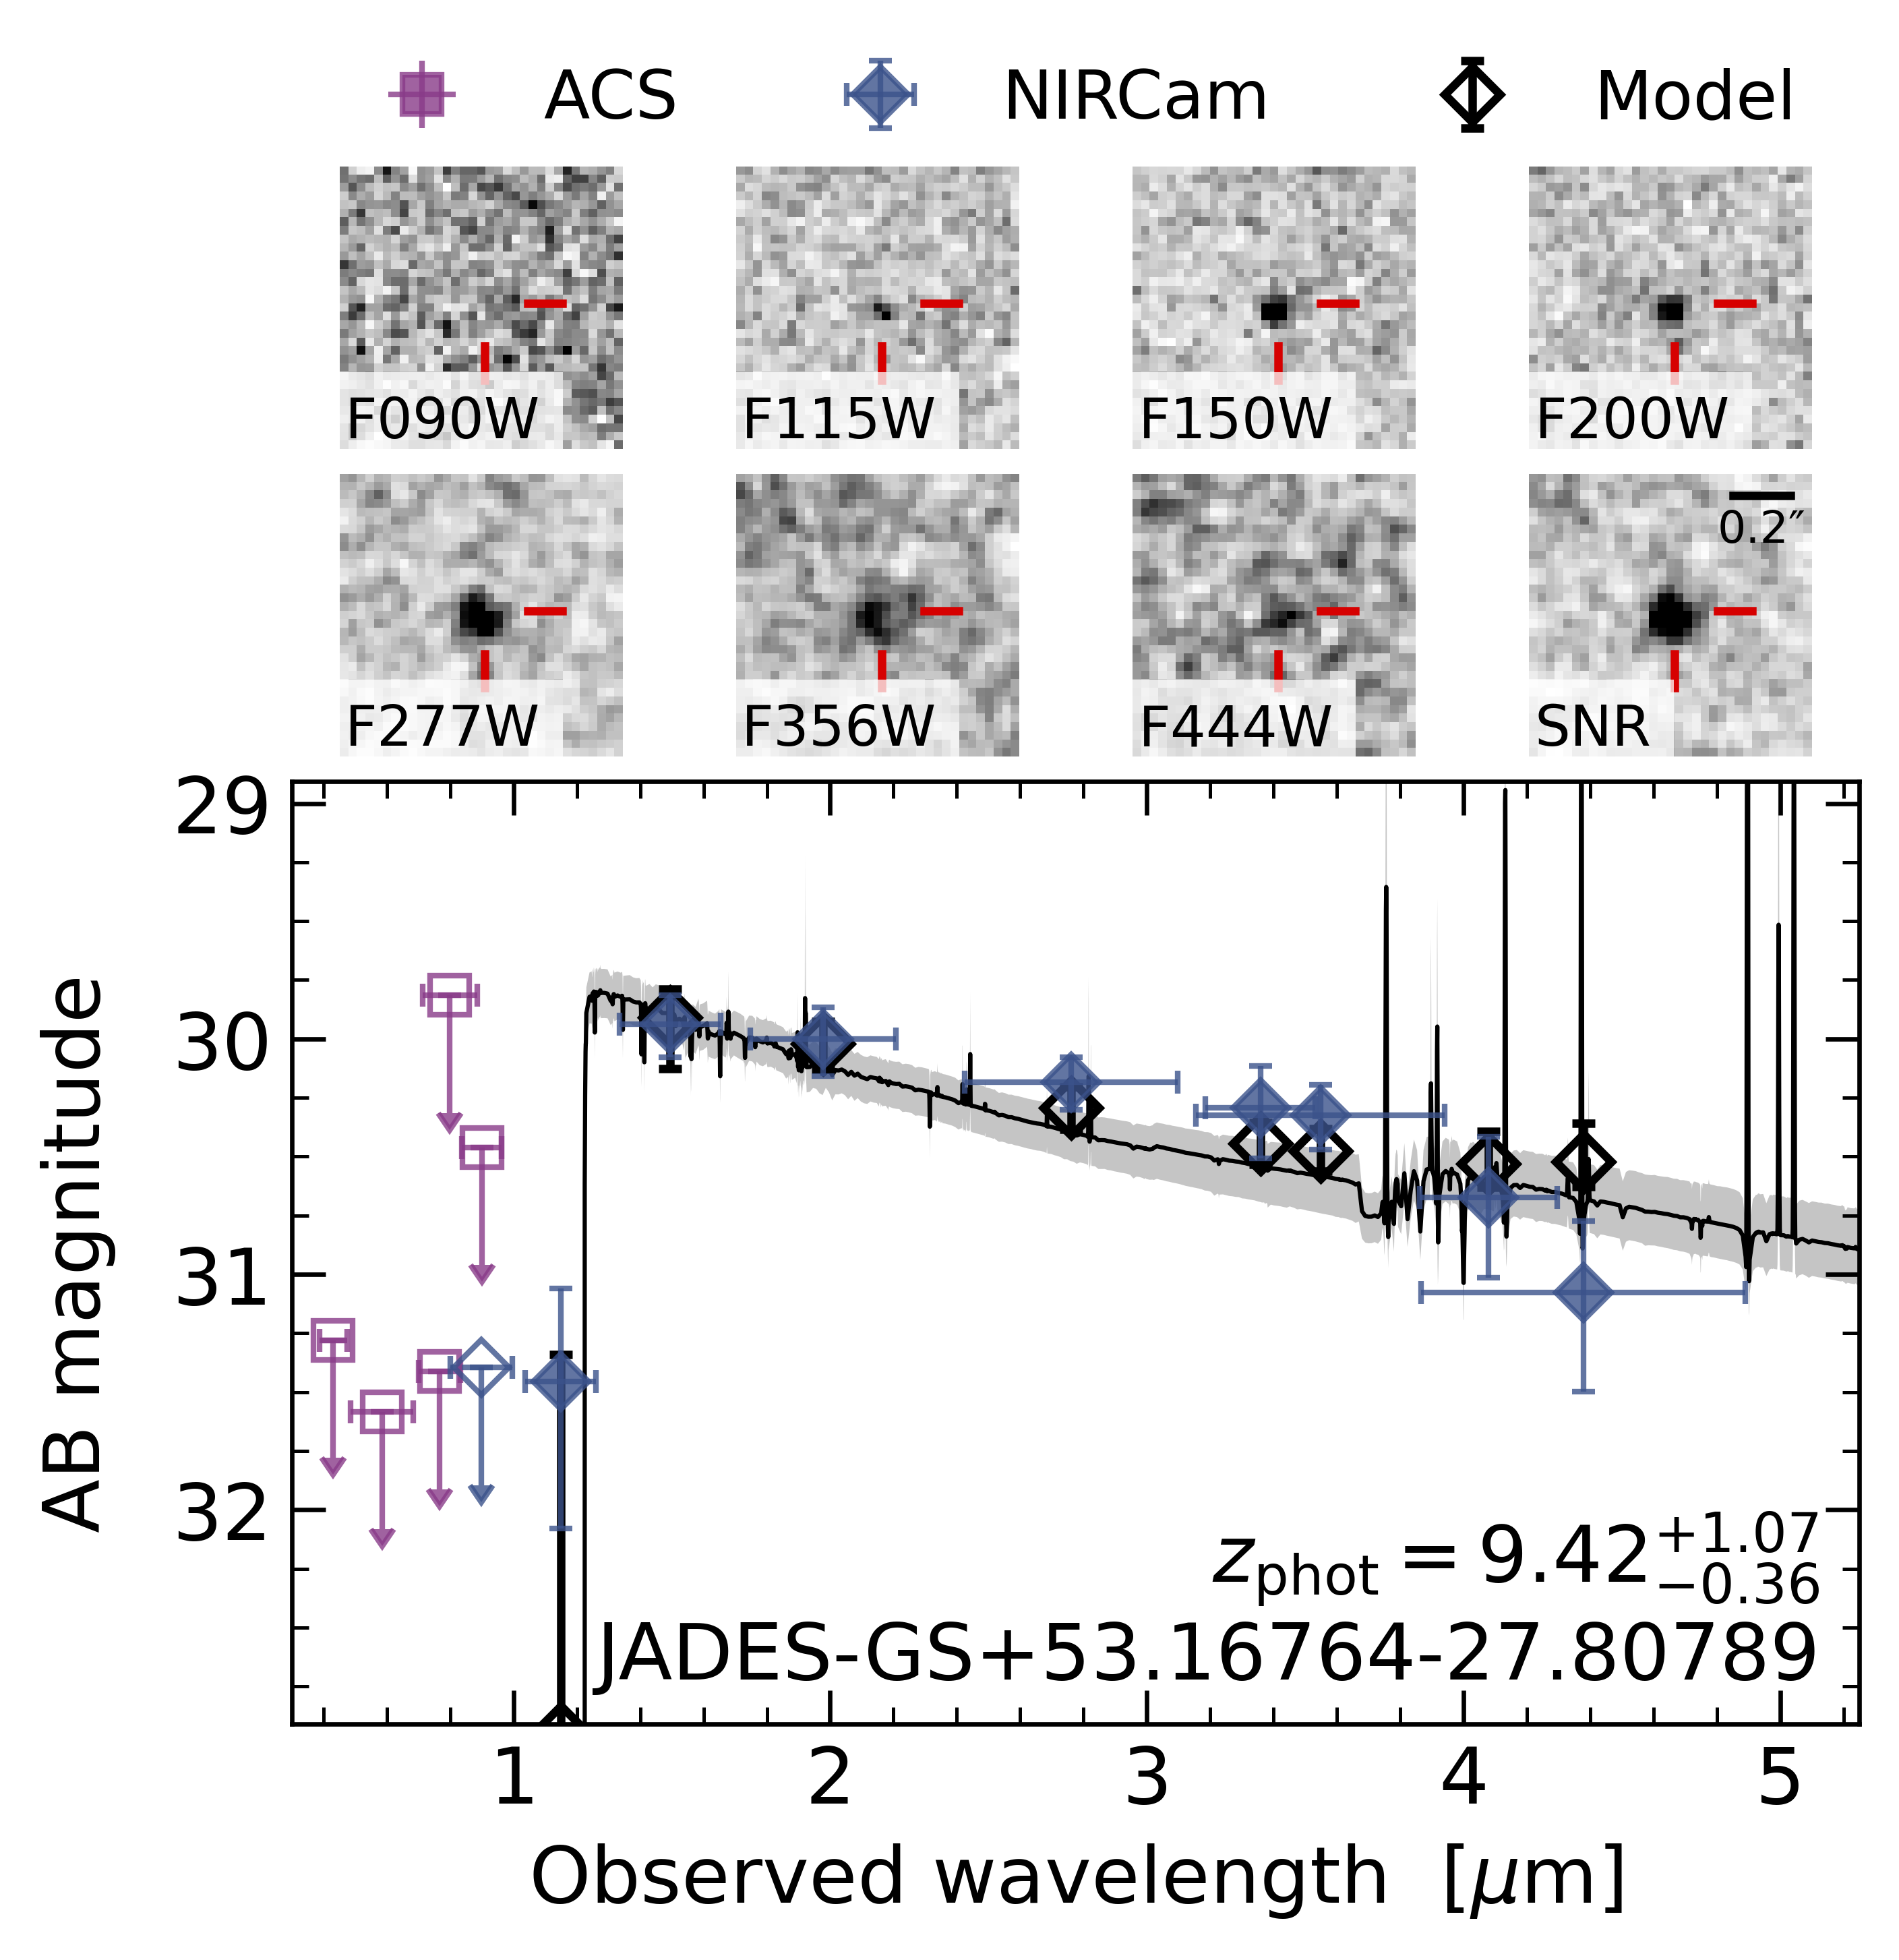 ACS NIRCam Model
F090W F115W F150W F200W
0.2″
F277W F356W F444W SNR
29
30
31
32
AB magnitude
z_phot = 9.42 +1.07 −0.36
JADES-GS+53.16764-27.80789
1 2 3 4 5
Observed wavelength [μm]